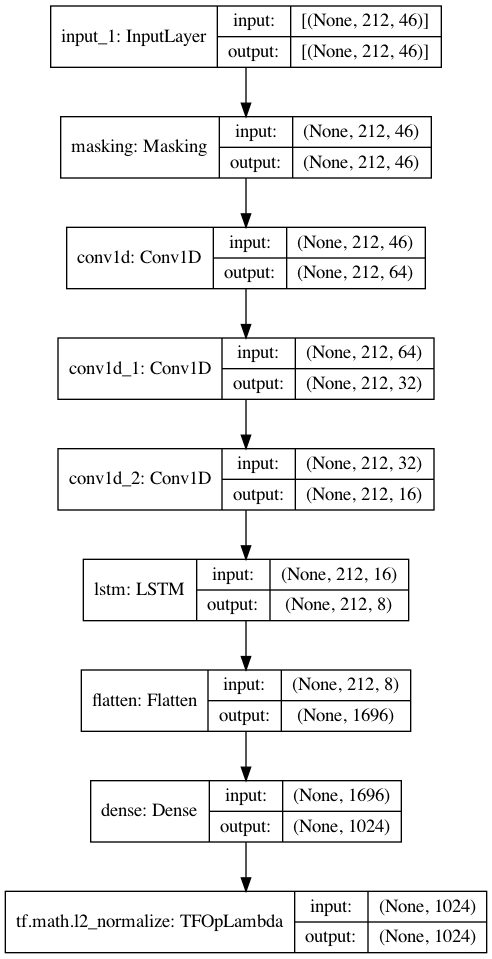 input_1: InputLayer
input: [(None, 212, 46)]
output: [(None, 212, 46)]
masking: Masking
input: (None, 212, 46)
output: (None, 212, 46)
conv1d: Conv1D
input: (None, 212, 46)
output: (None, 212, 64)
conv1d_1: Conv1D
input: (None, 212, 64)
output: (None, 212, 32)
conv1d_2: Conv1D
input: (None, 212, 32)
output: (None, 212, 16)
lstm: LSTM
input: (None, 212, 16)
output: (None, 212, 8)
flatten: Flatten
input: (None, 212, 8)
output: (None, 1696)
dense: Dense
input: (None, 1696)
output: (None, 1024)
tf.math.l2_normalize: TFOpLambda
input: (None, 1024)
output: (None, 1024)